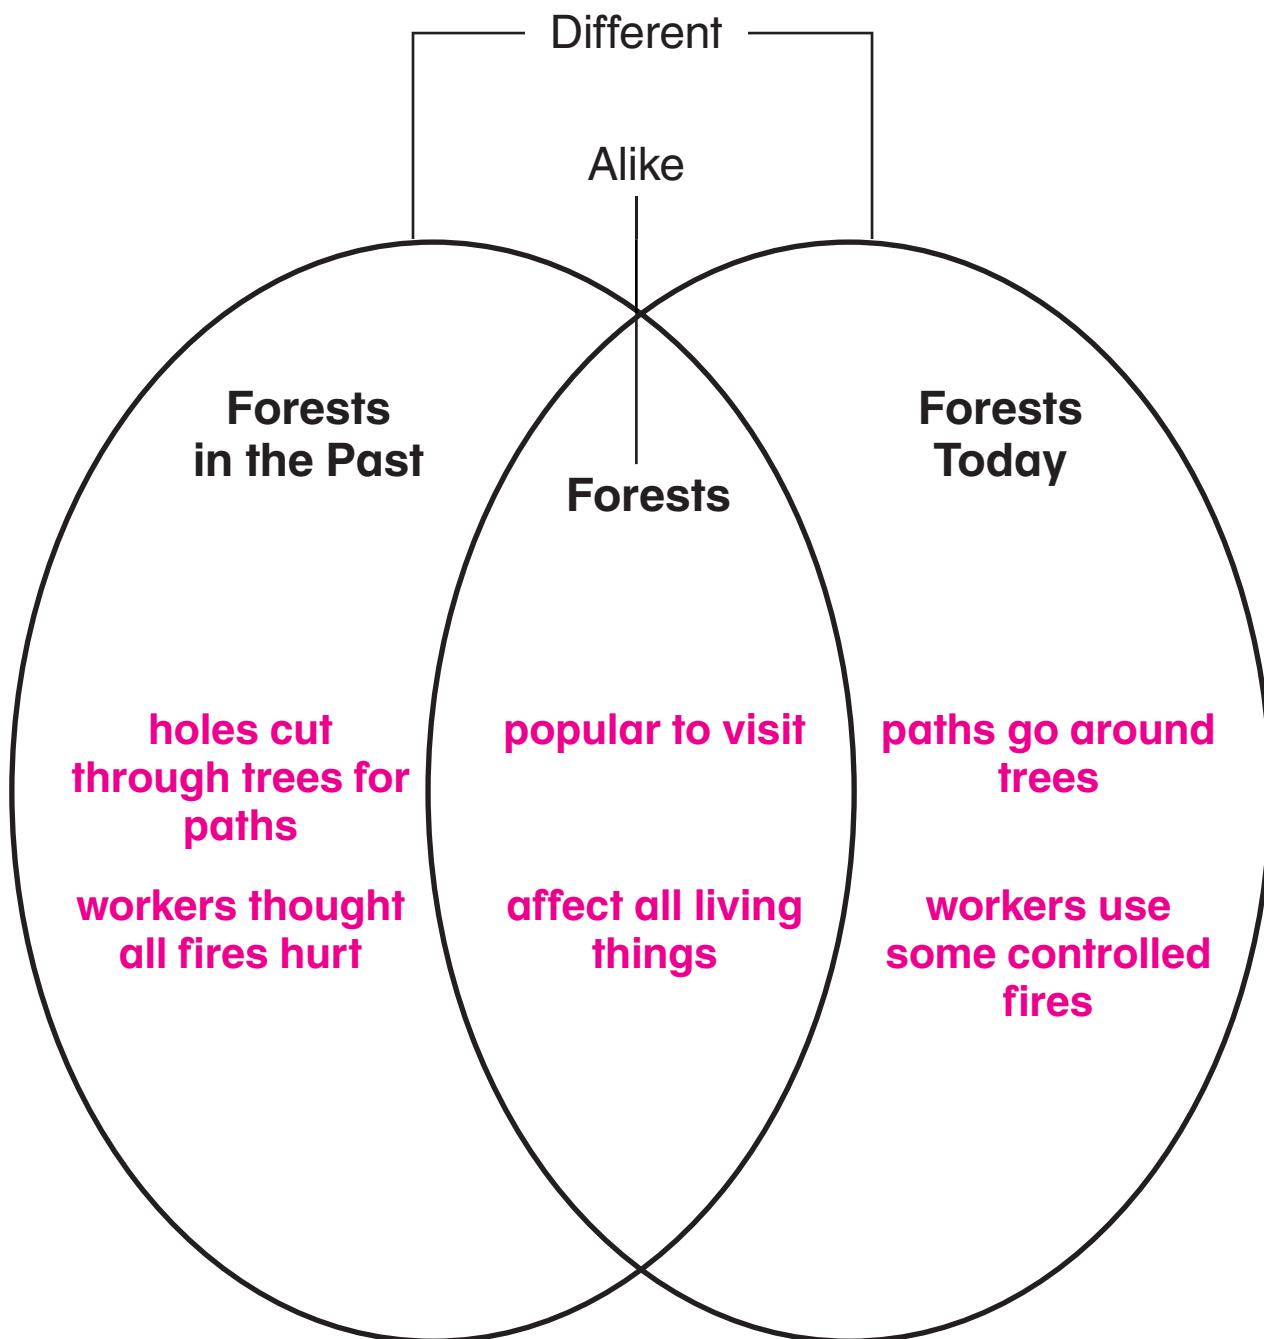 Different
Alike
Forests
in the Past
Forests
Forests
Today
holes cut
through trees for
paths
workers thought
all fires hurt
popular to visit
affect all living
things
paths go around
trees
workers use
some controlled
fires